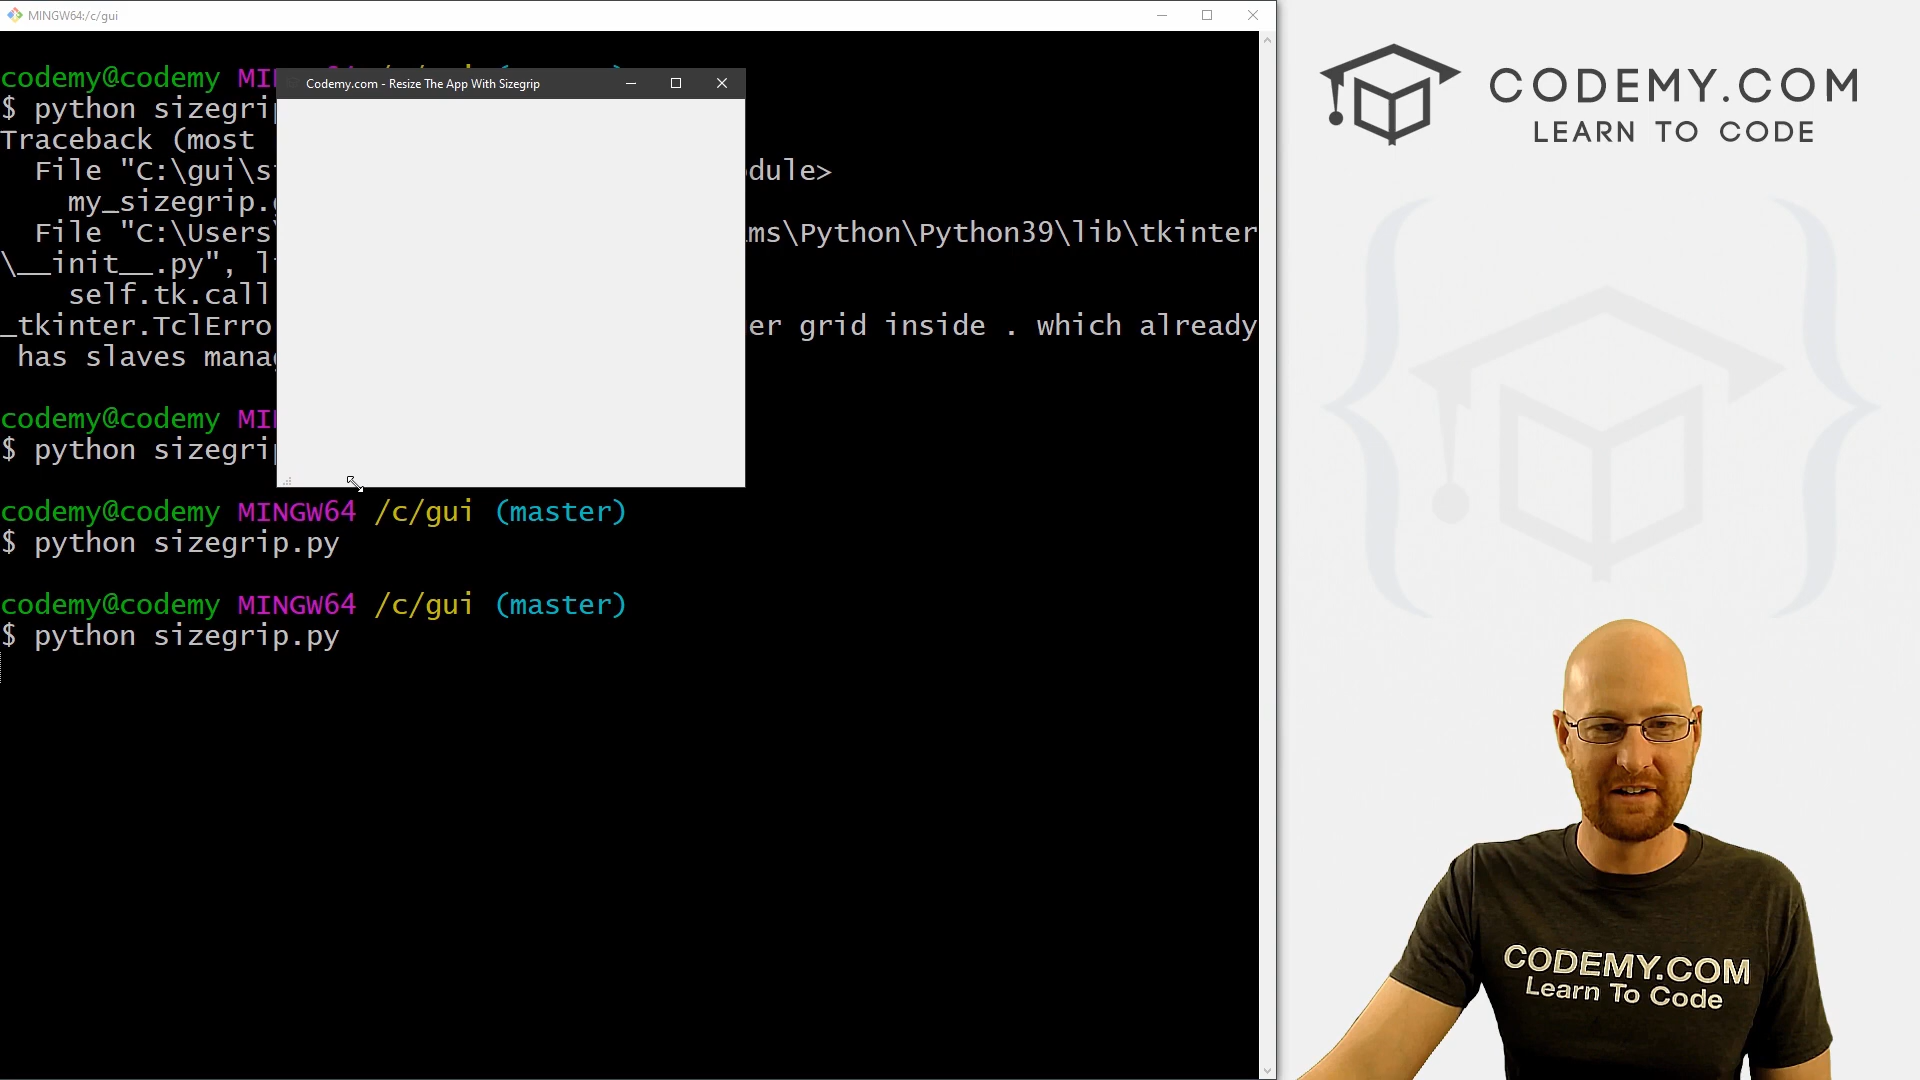 MINGW64:/c/gui
codemy@codemy MI
$ python sizegri
Codemy.com - Resize The App With Sizegrip
Traceback (most
File "C:\gui\s dule>
my_sizegrip.
File "C:\Users\ ms\Python\Python39\lib\tkinter
\__init__.py", l
self.tk.call
_tkinter.TclErro er grid inside . which already
has slaves mana
codemy@codemy MI
$ python sizegri
codemy@codemy MINGW64 /c/gui (master)
$ python sizegrip.py
codemy@codemy MINGW64 /c/gui (master)
$ python sizegrip.py
CODEMY.COM
LEARN TO CODE
CODEMY.COM
Learn To Code